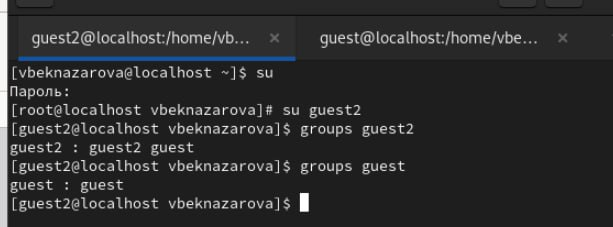 guest2@localhost:/home/vb... ×
guest@localhost:/home/vbe... ×
[vbeknazarova@localhost ~]$ su
Пароль:
[root@localhost vbeknazarova]# su guest2
[guest2@localhost vbeknazarova]$ groups guest2
guest2 : guest2 guest
[guest2@localhost vbeknazarova]$ groups guest
guest : guest
[guest2@localhost vbeknazarova]$